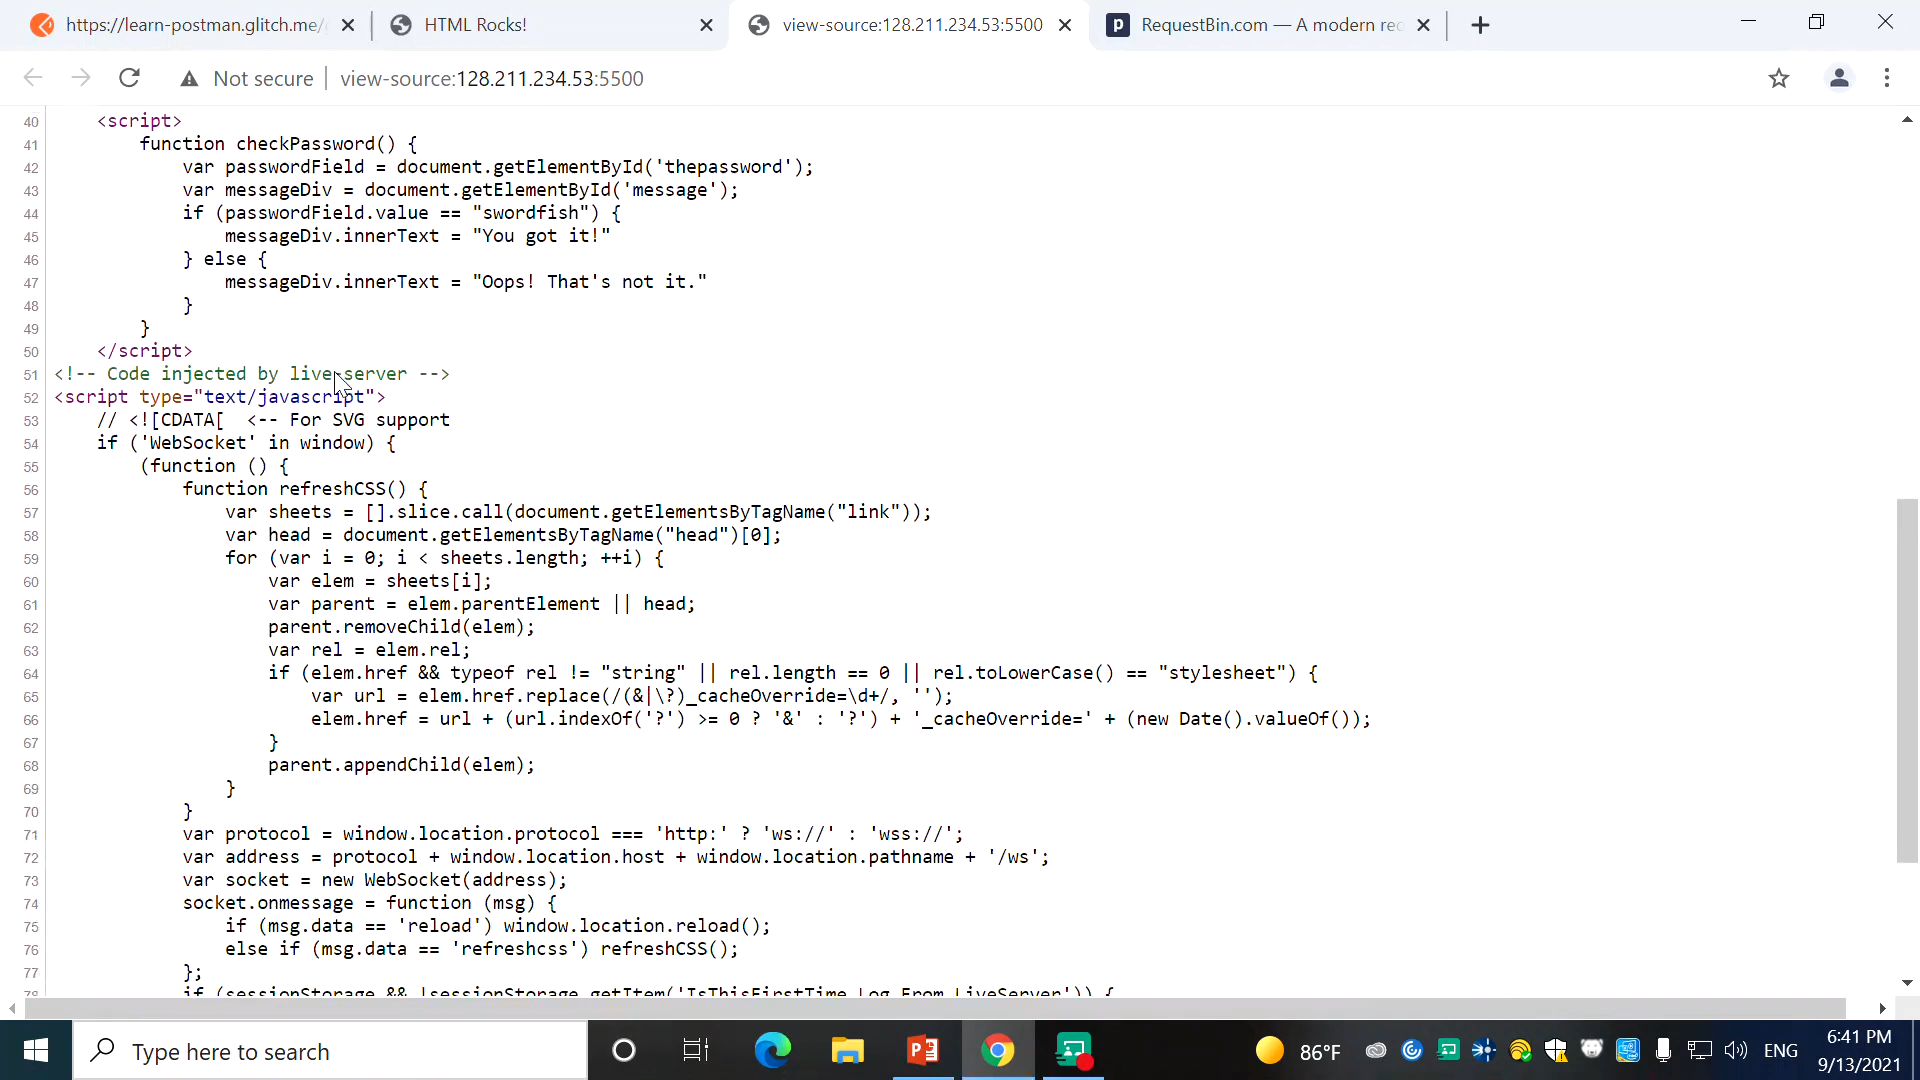 https://learn-postman.glitch.me/
HTML Rocks!
view-source:128.211.234.53:5500
RequestBin.com — A modern rec
Not secure
view-source:128.211.234.53:5500
40 <script>
41 function checkPassword() {
42 var passwordField = document.getElementById('thepassword');
43 var messageDiv = document.getElementById('message');
44 if (passwordField.value == "swordfish") {
45 messageDiv.innerText = "You got it!"
46 } else {
47 messageDiv.innerText = "Oops! That's not it."
48 }
49 }
50 </script>
51 <!-- Code injected by live-server -->
52 <script type="text/javascript">
53 // <![CDATA[ <-- For SVG support
54 if ('WebSocket' in window) {
55 (function () {
56 function refreshCSS() {
57 var sheets = [].slice.call(document.getElementsByTagName("link"));
58 var head = document.getElementsByTagName("head")[0];
59 for (var i = 0; i < sheets.length; ++i) {
60 var elem = sheets[i];
61 var parent = elem.parentElement || head;
62 parent.removeChild(elem);
63 var rel = elem.rel;
64 if (elem.href && typeof rel != "string" || rel.length == 0 || rel.toLowerCase() == "stylesheet") {
65 var url = elem.href.replace(/(&|\?)_cacheOverride=\d+/, '');
66 elem.href = url + (url.indexOf('?') >= 0 ? '&' : '?') + '_cacheOverride=' + (new Date().valueOf());
67 }
68 parent.appendChild(elem);
69 }
70 }
71 var protocol = window.location.protocol === 'http:' ? 'ws://' : 'wss://';
72 var address = protocol + window.location.host + window.location.pathname + '/ws';
73 var socket = new WebSocket(address);
74 socket.onmessage = function (msg) {
75 if (msg.data == 'reload') window.location.reload();
76 else if (msg.data == 'refreshcss') refreshCSS();
77 };
78 if (sessionStorage && !sessionStorage.getItem('IsThisFirstTime_Log_From_LiveServer')) {
Type here to search
86°F
ENG
6:41 PM
9/13/2021